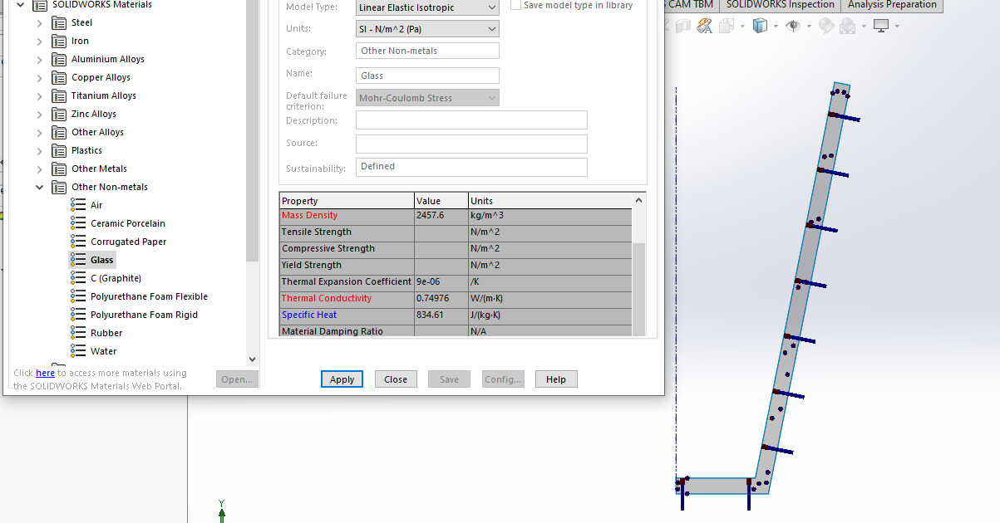 SOLIDWORKS Materials
Steel
Iron
Aluminium Alloys
Copper Alloys
Titanium Alloys
Zinc Alloys
Other Alloys
Plastics
Other Metals
Other Non-metals
Air
Ceramic Porcelain
Corrugated Paper
Glass
C (Graphite)
Polyurethane Foam Flexible
Polyurethane Foam Rigid
Rubber
Water
Click here to access more materials using
the SOLIDWORKS Materials Web Portal.
Open...
Model Type: Linear Elastic Isotropic Save model type in library
Units: SI - N/m^2 (Pa)
Category: Other Non-metals
Name: Glass
Default failure
criterion: Mohr-Coulomb Stress
Description:
Source:
Sustainability: Defined
Property Value Units
Mass Density 2457.6 kg/m^3
Tensile Strength N/m^2
Compressive Strength N/m^2
Yield Strength N/m^2
Thermal Expansion Coefficient 9e-06 /K
Thermal Conductivity 0.74976 W/(m·K)
Specific Heat 834.61 J/(kg·K)
Material Damping Ratio N/A
Apply Close Save Config... Help
CAM TBM SOLIDWORKS Inspection Analysis Preparation
Y